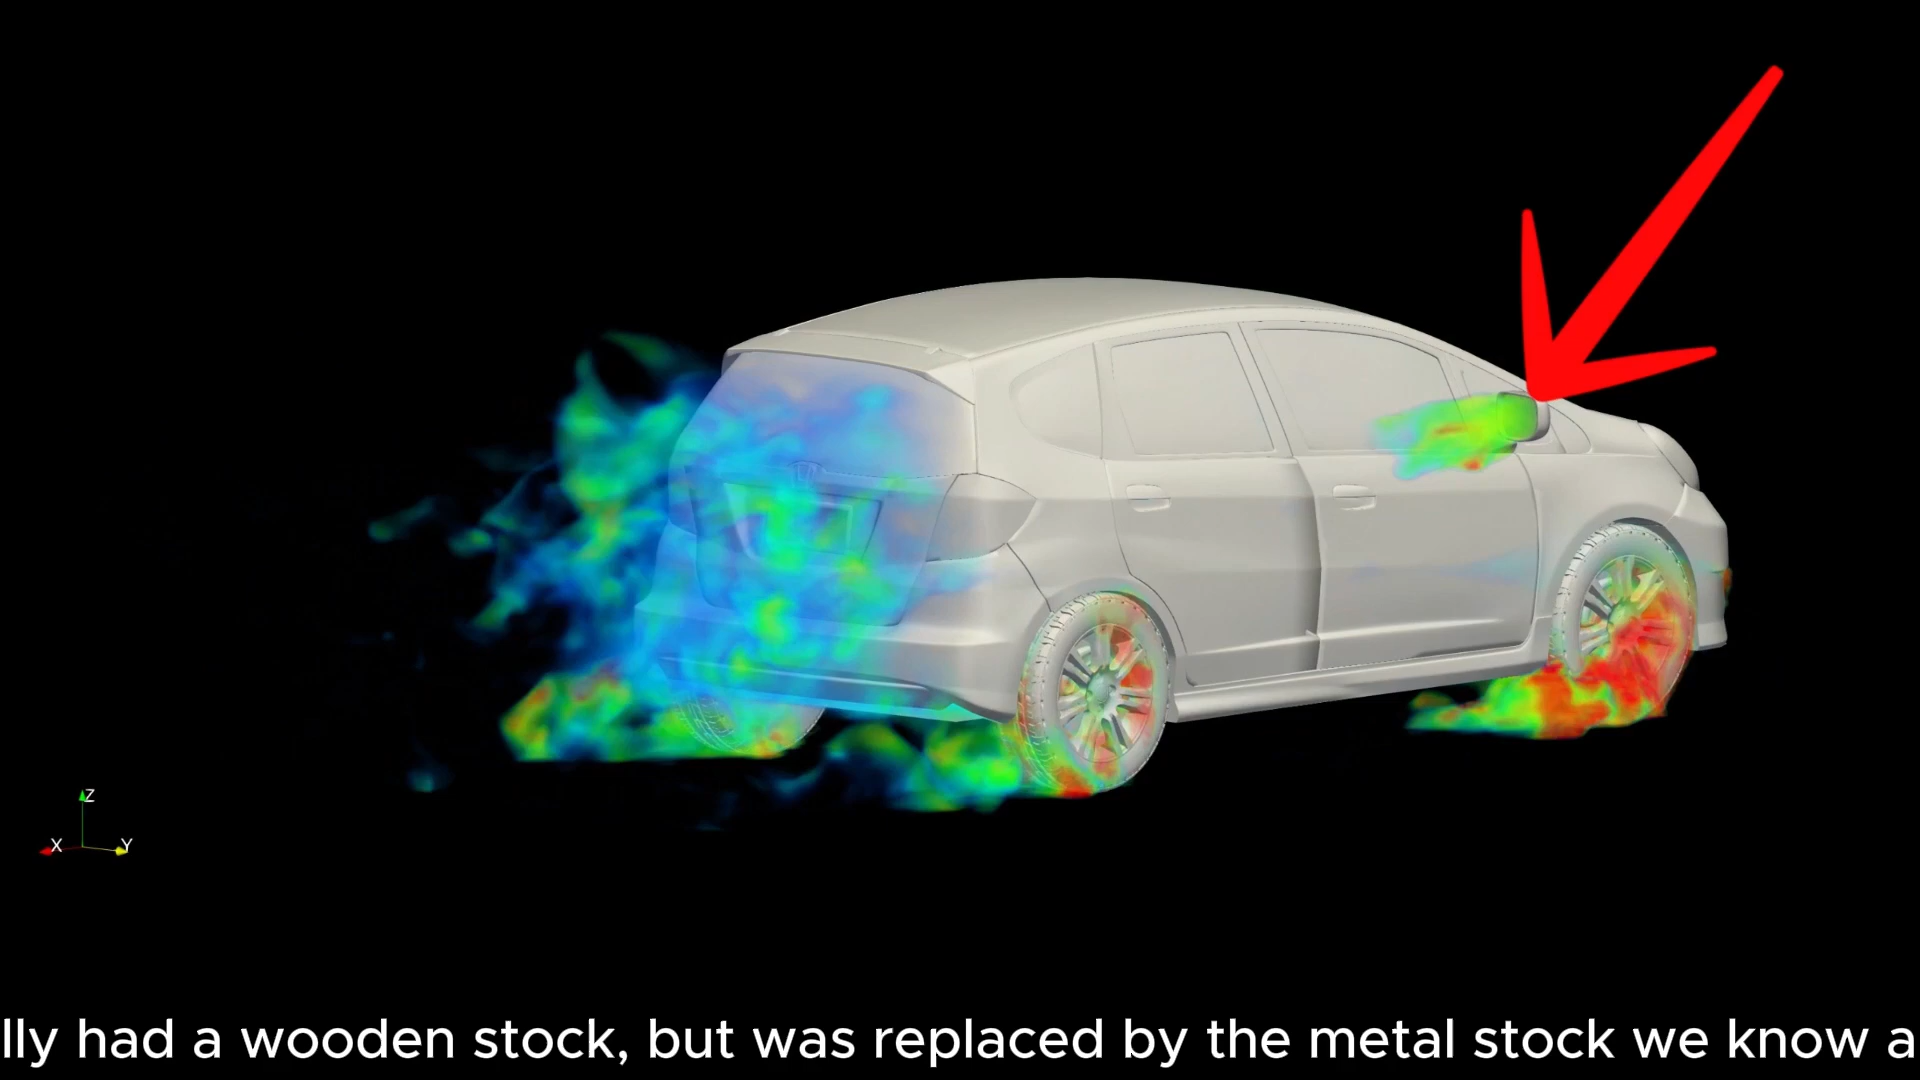 Z
X
Y
lly had a wooden stock, but was replaced by the metal stock we know a